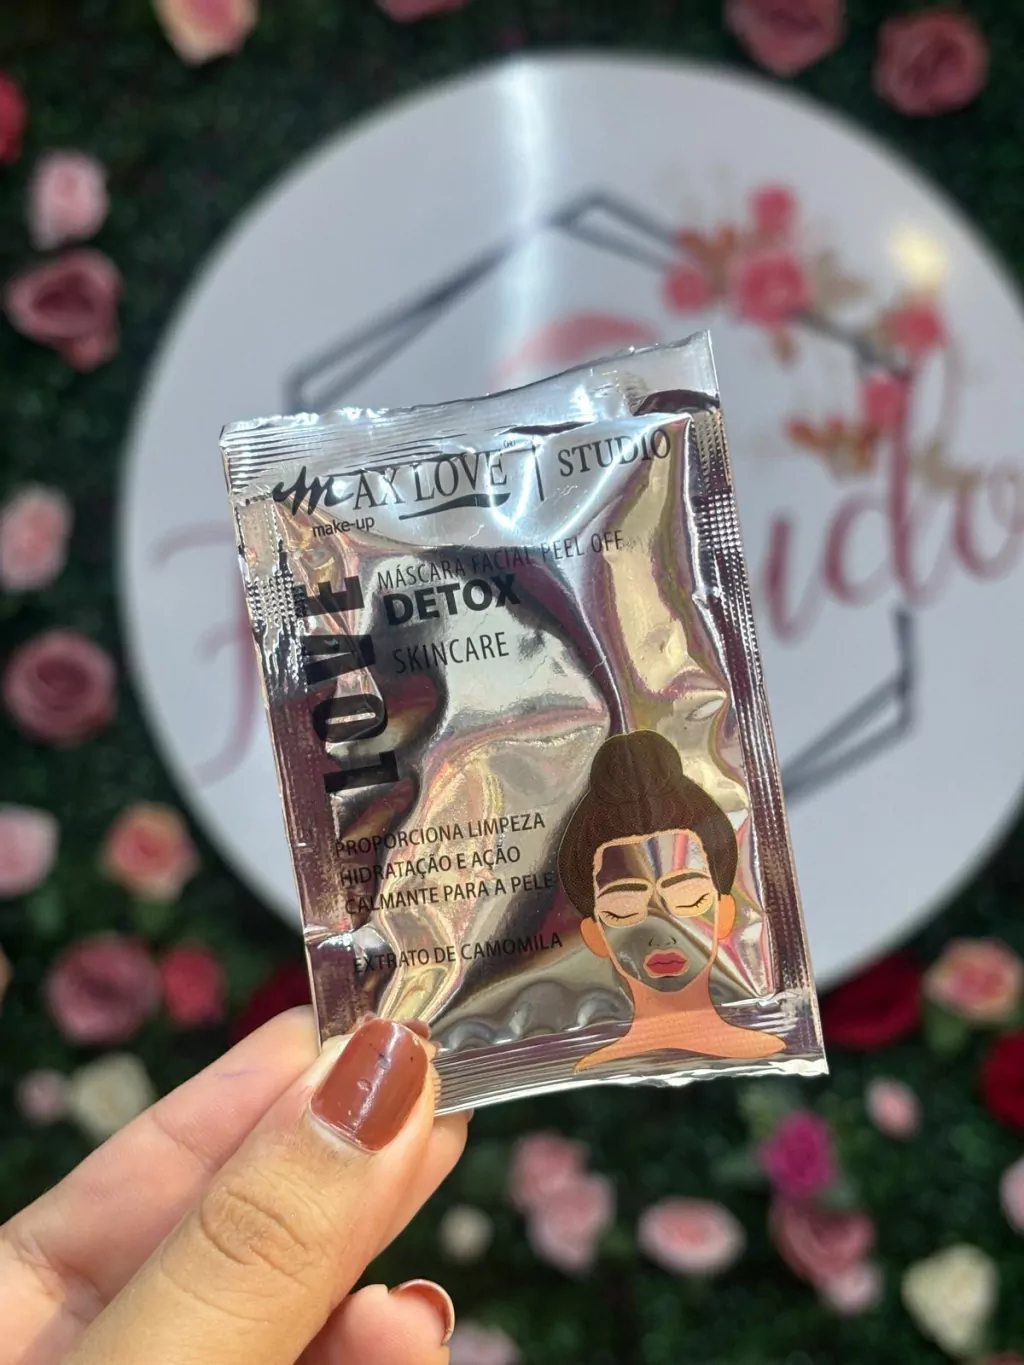 MAX LOVE | STUDIO
make-up
LOVE
MÁSCARA FACIAL PEEL OFF
DETOX
SKINCARE
PROPORCIONA LIMPEZA
HIDRATAÇÃO E AÇÃO
CALMANTE PARA A PELE
EXTRATO DE CAMOMILA